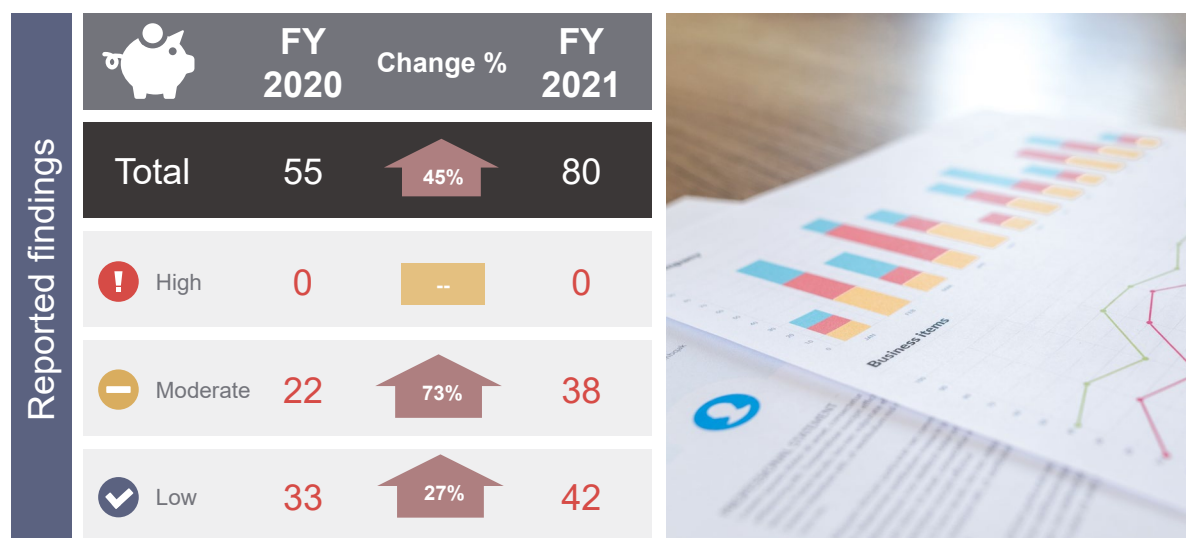 Reported findings
FY
2020
Change %
FY
2021
Total
55
45%
80
High
0
--
0
Moderate
22
73%
38
Low
33
27%
42
Business items